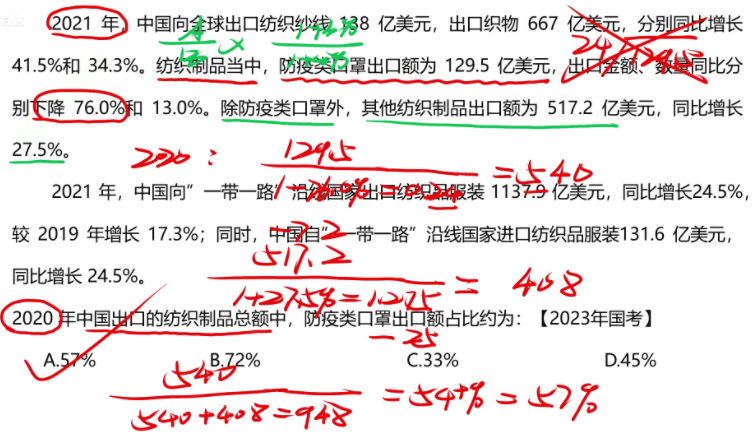 2021 年，中国向全球出口纺织纱线 138 亿美元，出口织物 667 亿美元，分别同比增长
41.5%和 34.3%。纺织制品当中，防疫类口罩出口额为 129.5 亿美元，出口金额、数量同比分
别下降 76.0%和 13.0%。除防疫类口罩外，其他纺织制品出口额为 517.2 亿美元，同比增长
27.5%。
2020：
129.5
1-76.0%=0.24
=540
2021 年，中国向”一带一路”沿线国家出口纺织品服装 1137.9 亿美元，同比增长24.5%，
较 2019 年增长 17.3%；同时，中国自”一带一路”沿线国家进口纺织品服装131.6 亿美元，
同比增长 24.5%。
517.2
1+27.5%=1.275
= 408
2020 年中国出口的纺织制品总额中，防疫类口罩出口额占比约为：【2023年国考】
-25
A.57%
B.72%
C.33%
D.45%
540
540+408=948
=54+%=57%